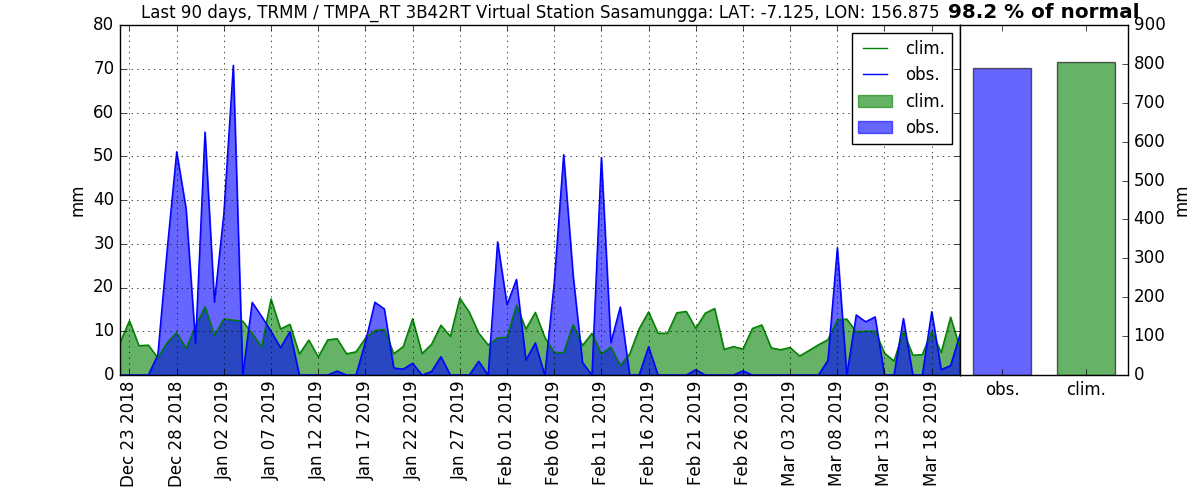 Last 90 days, TRMM / TMPA_RT 3B42RT Virtual Station Sasamungga: LAT: -7.125, LON: 156.875 98.2 % of normal
80
70
60
50
40
30
20
10
0
mm
clim.
obs.
clim.
obs.
900
800
700
600
500
400
300
200
100
0
mm
obs.
clim.
Dec 23 2018
Dec 28 2018
Jan 02 2019
Jan 07 2019
Jan 12 2019
Jan 17 2019
Jan 22 2019
Jan 27 2019
Feb 01 2019
Feb 06 2019
Feb 11 2019
Feb 16 2019
Feb 21 2019
Feb 26 2019
Mar 03 2019
Mar 08 2019
Mar 13 2019
Mar 18 2019